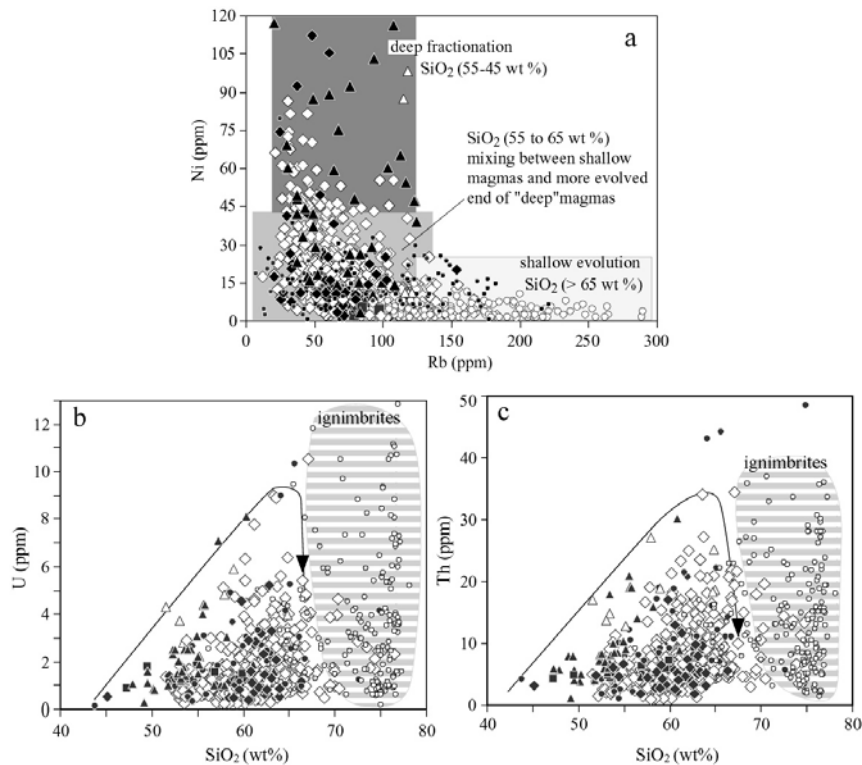 a
deep fractionation
SiO2 (55-45 wt %)
SiO2 (55 to 65 wt %)
mixing between shallow
magmas and more evolved
end of "deep"magmas
shallow evolution
SiO2 (> 65 wt %)
Ni (ppm)
120
105
90
75
60
45
30
15
0
0 50 100 150 200 250 300
Rb (ppm)
b
ignimbrites
U (ppm)
12
10
8
6
4
2
0
40 50 60 70 80
SiO2 (wt%)
c
ignimbrites
Th (ppm)
50
40
30
20
10
0
40 50 60 70 80
SiO2 (wt%)